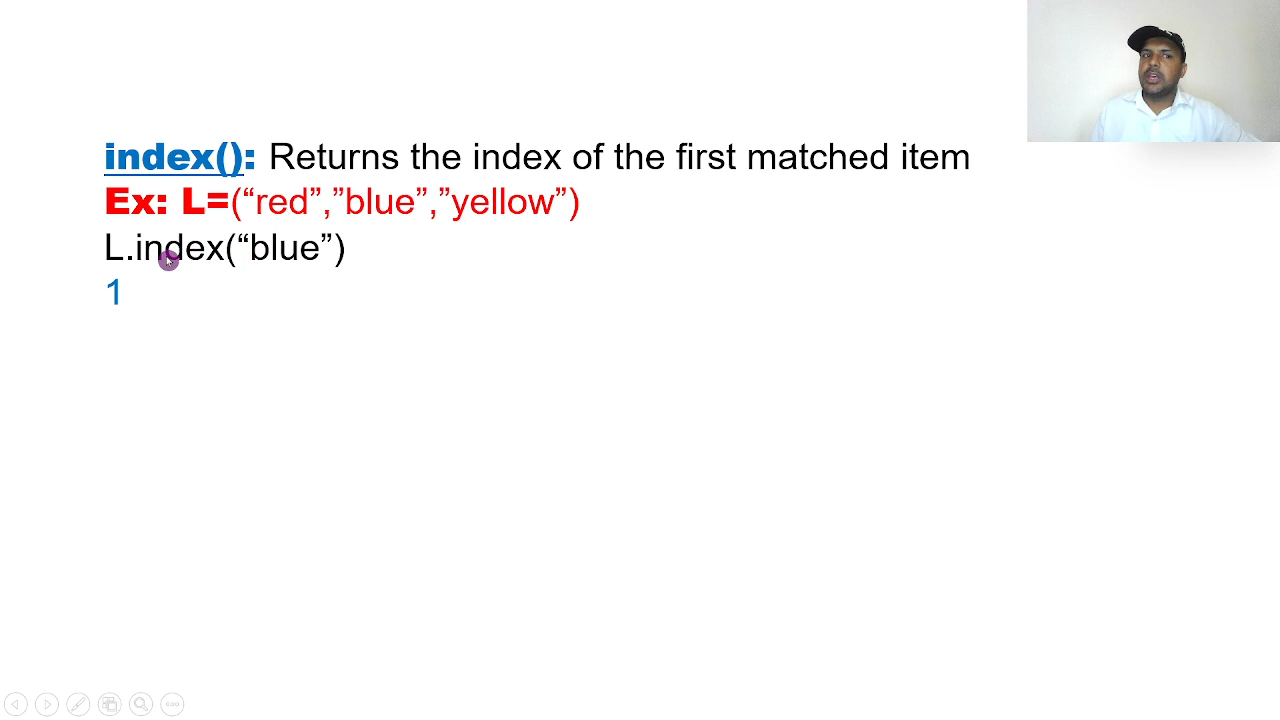 index(): Returns the index of the first matched item
Ex: L=(“red”,”blue”,”yellow”)
L.index(“blue”)
1